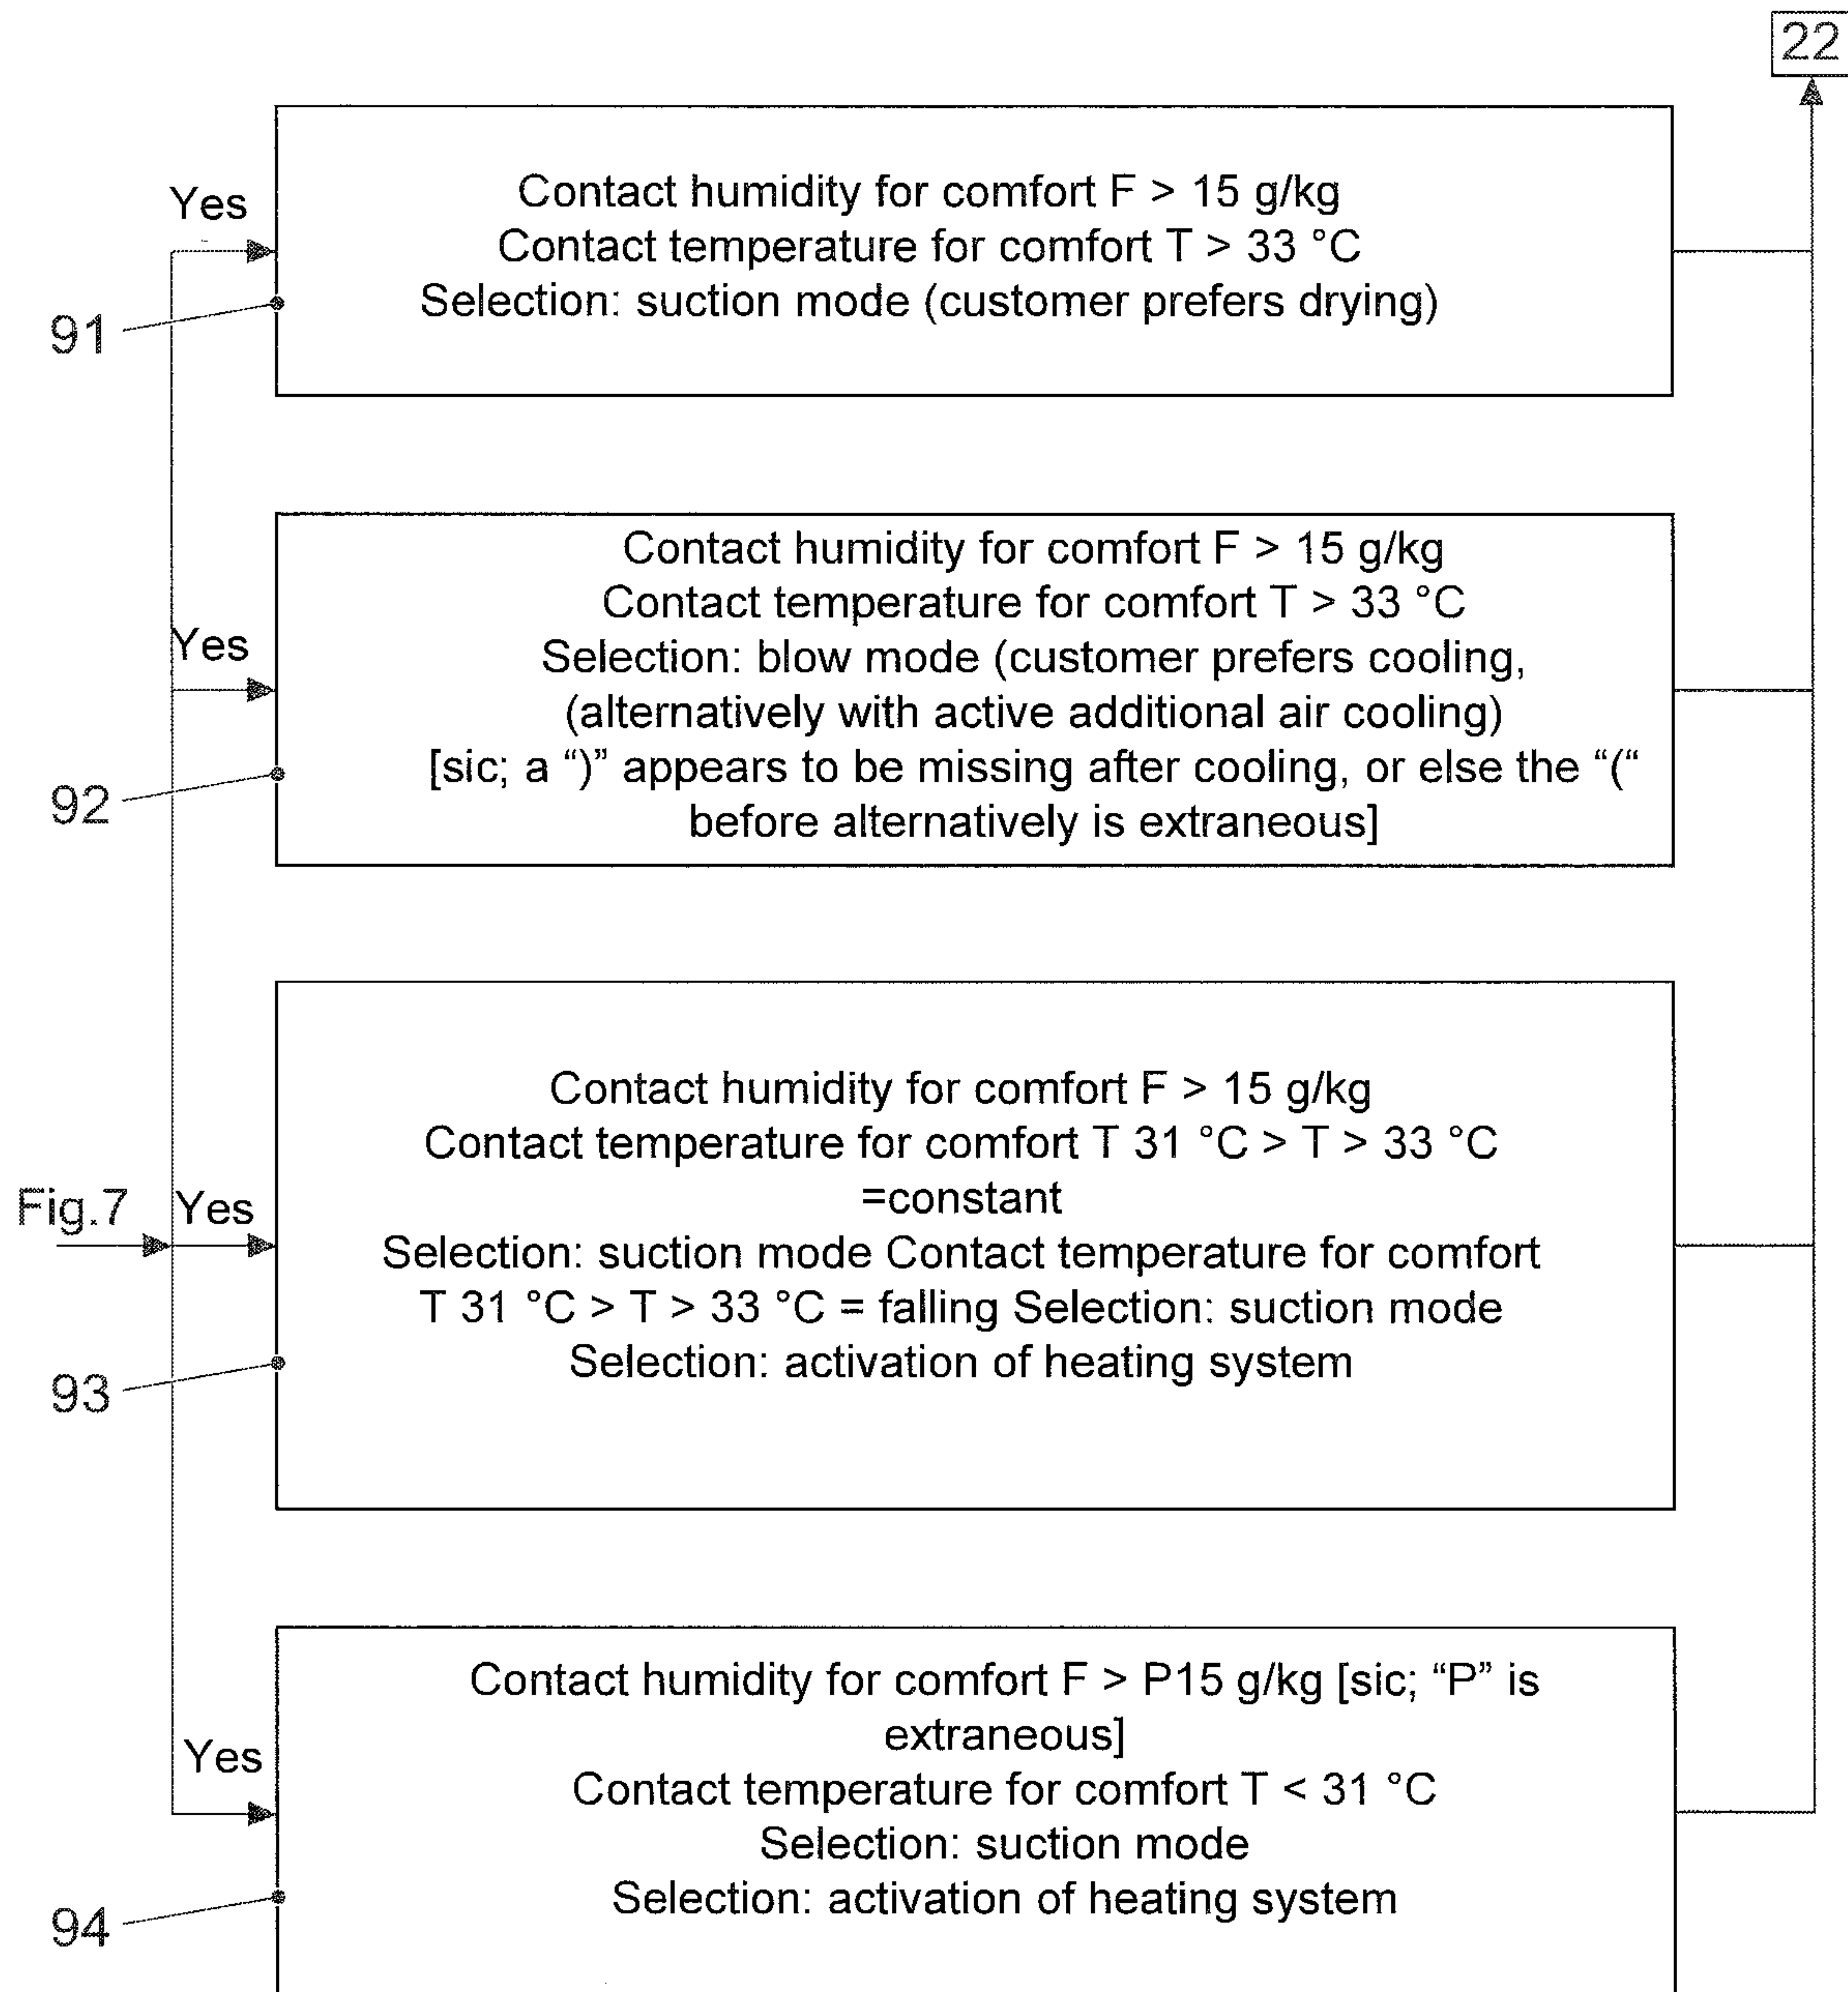 22
Yes
Contact humidity for comfort F > 15 g/kg
Contact temperature for comfort T > 33 °C
Selection: suction mode (customer prefers drying)
91
Yes
Contact humidity for comfort F > 15 g/kg
Contact temperature for comfort T > 33 °C
Selection: blow mode (customer prefers cooling,
(alternatively with active additional air cooling)
[sic; a “)” appears to be missing after cooling, or else the “(“
before alternatively is extraneous]
92
Fig.7
Yes
Contact humidity for comfort F > 15 g/kg
Contact temperature for comfort T 31 °C > T > 33 °C
=constant
Selection: suction mode Contact temperature for comfort
T 31 °C > T > 33 °C = falling Selection: suction mode
Selection: activation of heating system
93
Yes
Contact humidity for comfort F > P15 g/kg [sic; “P” is
extraneous]
Contact temperature for comfort T < 31 °C
Selection: suction mode
Selection: activation of heating system
94